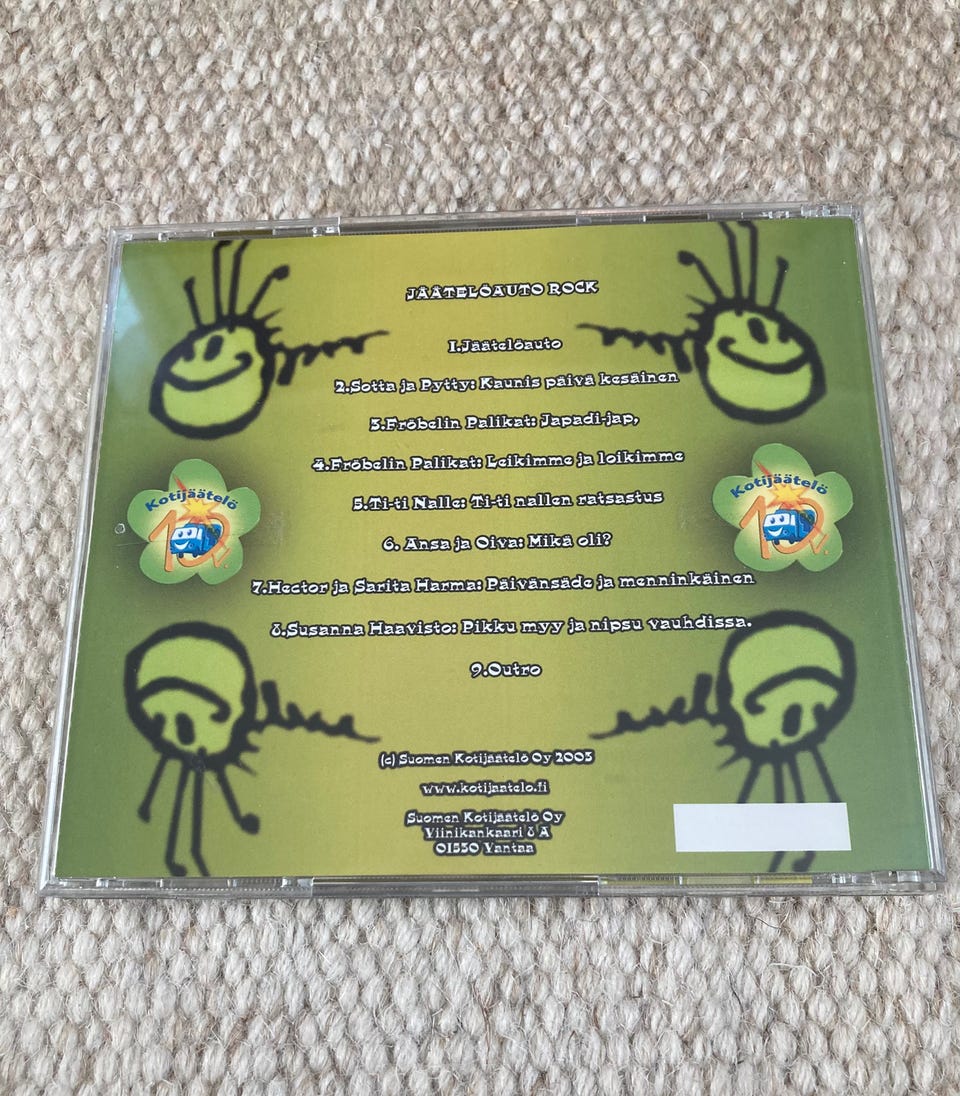 JÄÄTELÖAUTO ROCK
1.Jäätelöauto
2.Sotta ja Pytty: Kaunis päivä kesäinen
3.Fröbelin Palikat: Japadi-jap,
4.Fröbelin Palikat: Leikimme ja loikimme
Kotijäätelö
10v.
Kotijäätelö
10v.
5.Ti-ti Nalle: Ti-ti nallen ratsastus
6. Ansa ja Oiva: Mikä oli?
7.Hector ja Sarita Harma: Päivänsäde ja menninkäinen
8.Susanna Haavisto: Pikku myy ja nipsu vauhdissa.
9.Outro
(c) Suomen Kotijäätelö Oy 2003
www.kotijaatelo.fi
Suomen Kotijäätelö Oy
Viinikankaari 8 A
01530 Vantaa